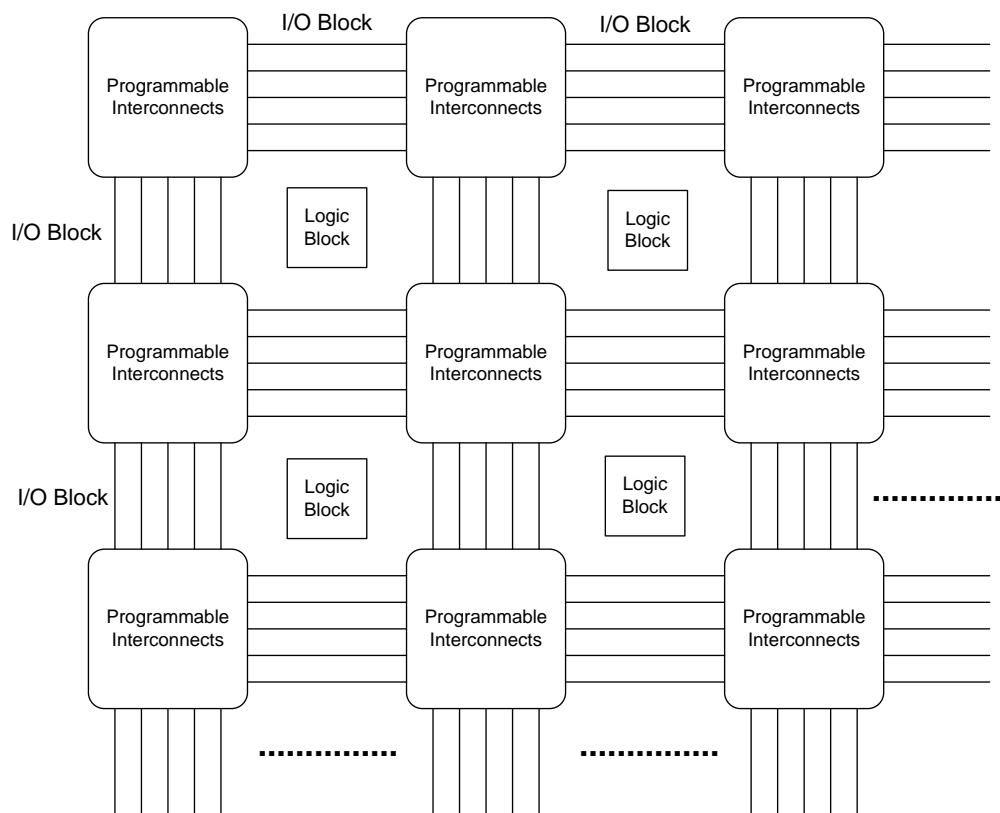 I/O Block
I/O Block
Programmable
Interconnects
Programmable
Interconnects
Programmable
Interconnects
I/O Block
Logic
Block
Logic
Block
Programmable
Interconnects
Programmable
Interconnects
Programmable
Interconnects
I/O Block
Logic
Block
Logic
Block
Programmable
Interconnects
Programmable
Interconnects
Programmable
Interconnects